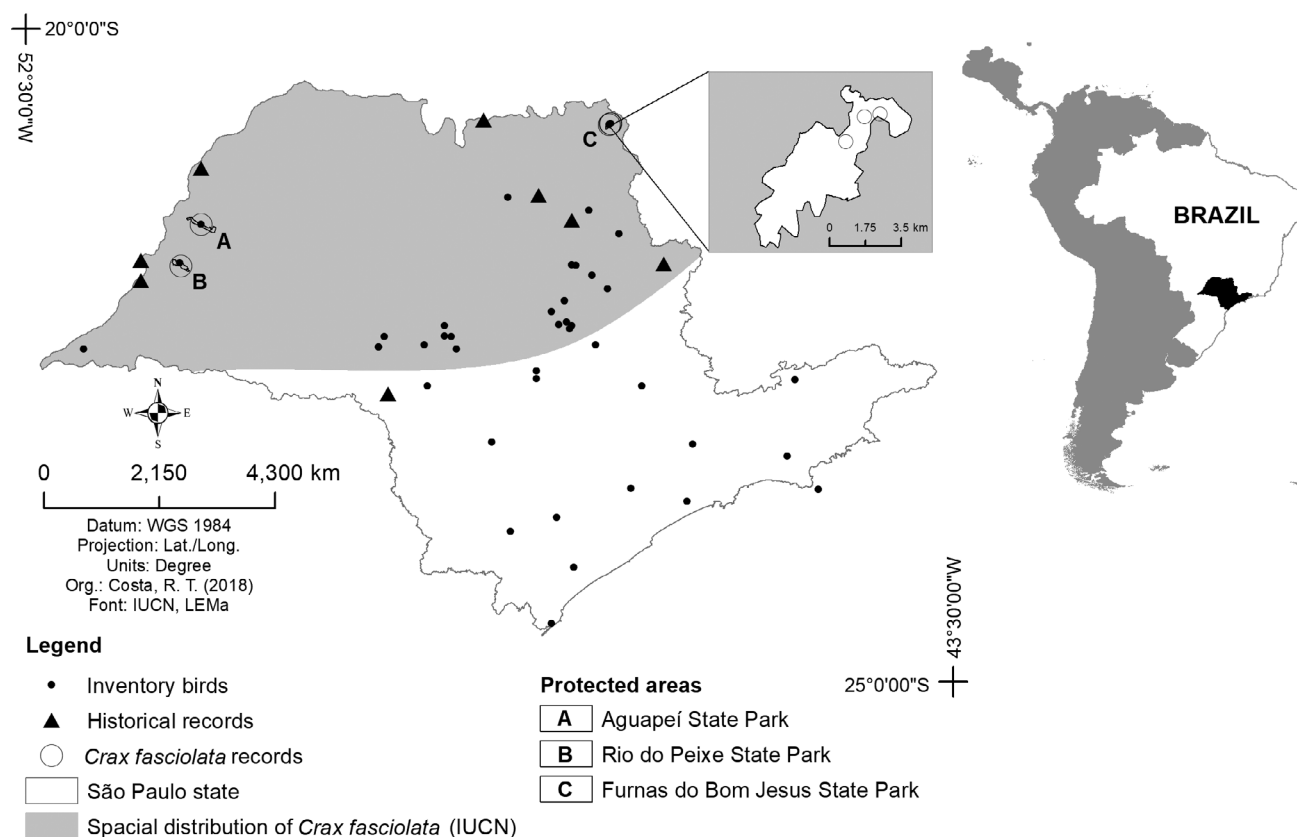 20°0'0"S
52°30'0"W
C
A
B
0 1.75 3.5 km
BRAZIL
N
W E
S
0 2,150 4,300 km
Datum: WGS 1984
Projection: Lat./Long.
Units: Degree
Org.: Costa, R. T. (2018)
Font: IUCN, LEMa
43°30'00"W
25°0'00"S
Legend
Inventory birds
Historical records
Crax fasciolata records
São Paulo state
Spacial distribution of Crax fasciolata (IUCN)
Protected areas
A Aguapeí State Park
B Rio do Peixe State Park
C Furnas do Bom Jesus State Park